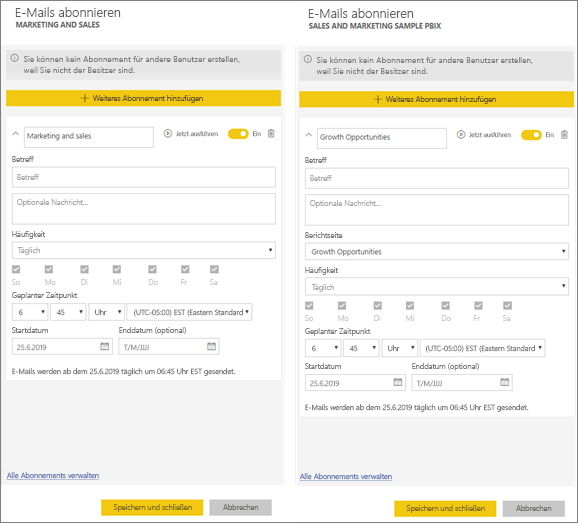 E-Mails abonnieren
MARKETING AND SALES
Sie können kein Abonnement für andere Benutzer erstellen,
weil Sie nicht der Besitzer sind.
+ Weiteres Abonnement hinzufügen
Marketing and sales
Jetzt ausführen
Ein
Betreff
Betreff
Optionale Nachricht...
Häufigkeit
Täglich
So Mo Di Mi Do Fr Sa
Geplanter Zeitpunkt
6 45 Uhr (UTC-05:00) EST (Eastern Standard
Startdatum Enddatum (optional)
25.6.2019 T/M/JJJJ
E-Mails werden ab dem 25.6.2019 täglich um 06:45 Uhr EST gesendet.
Alle Abonnements verwalten
Speichern und schließen Abbrechen
E-Mails abonnieren
SALES AND MARKETING SAMPLE PBIX
Sie können kein Abonnement für andere Benutzer erstellen,
weil Sie nicht der Besitzer sind.
+ Weiteres Abonnement hinzufügen
Growth Opportunities
Jetzt ausführen
Ein
Betreff
Betreff
Optionale Nachricht...
Berichtseite
Growth Opportunities
Häufigkeit
Täglich
So Mo Di Mi Do Fr Sa
Geplanter Zeitpunkt
6 45 Uhr (UTC-05:00) EST (Eastern Standard
Startdatum Enddatum (optional)
25.6.2019 T/M/JJJJ
E-Mails werden ab dem 25.6.2019 täglich um 06:45 Uhr EST gesendet.
Alle Abonnements verwalten
Speichern und schließen Abbrechen